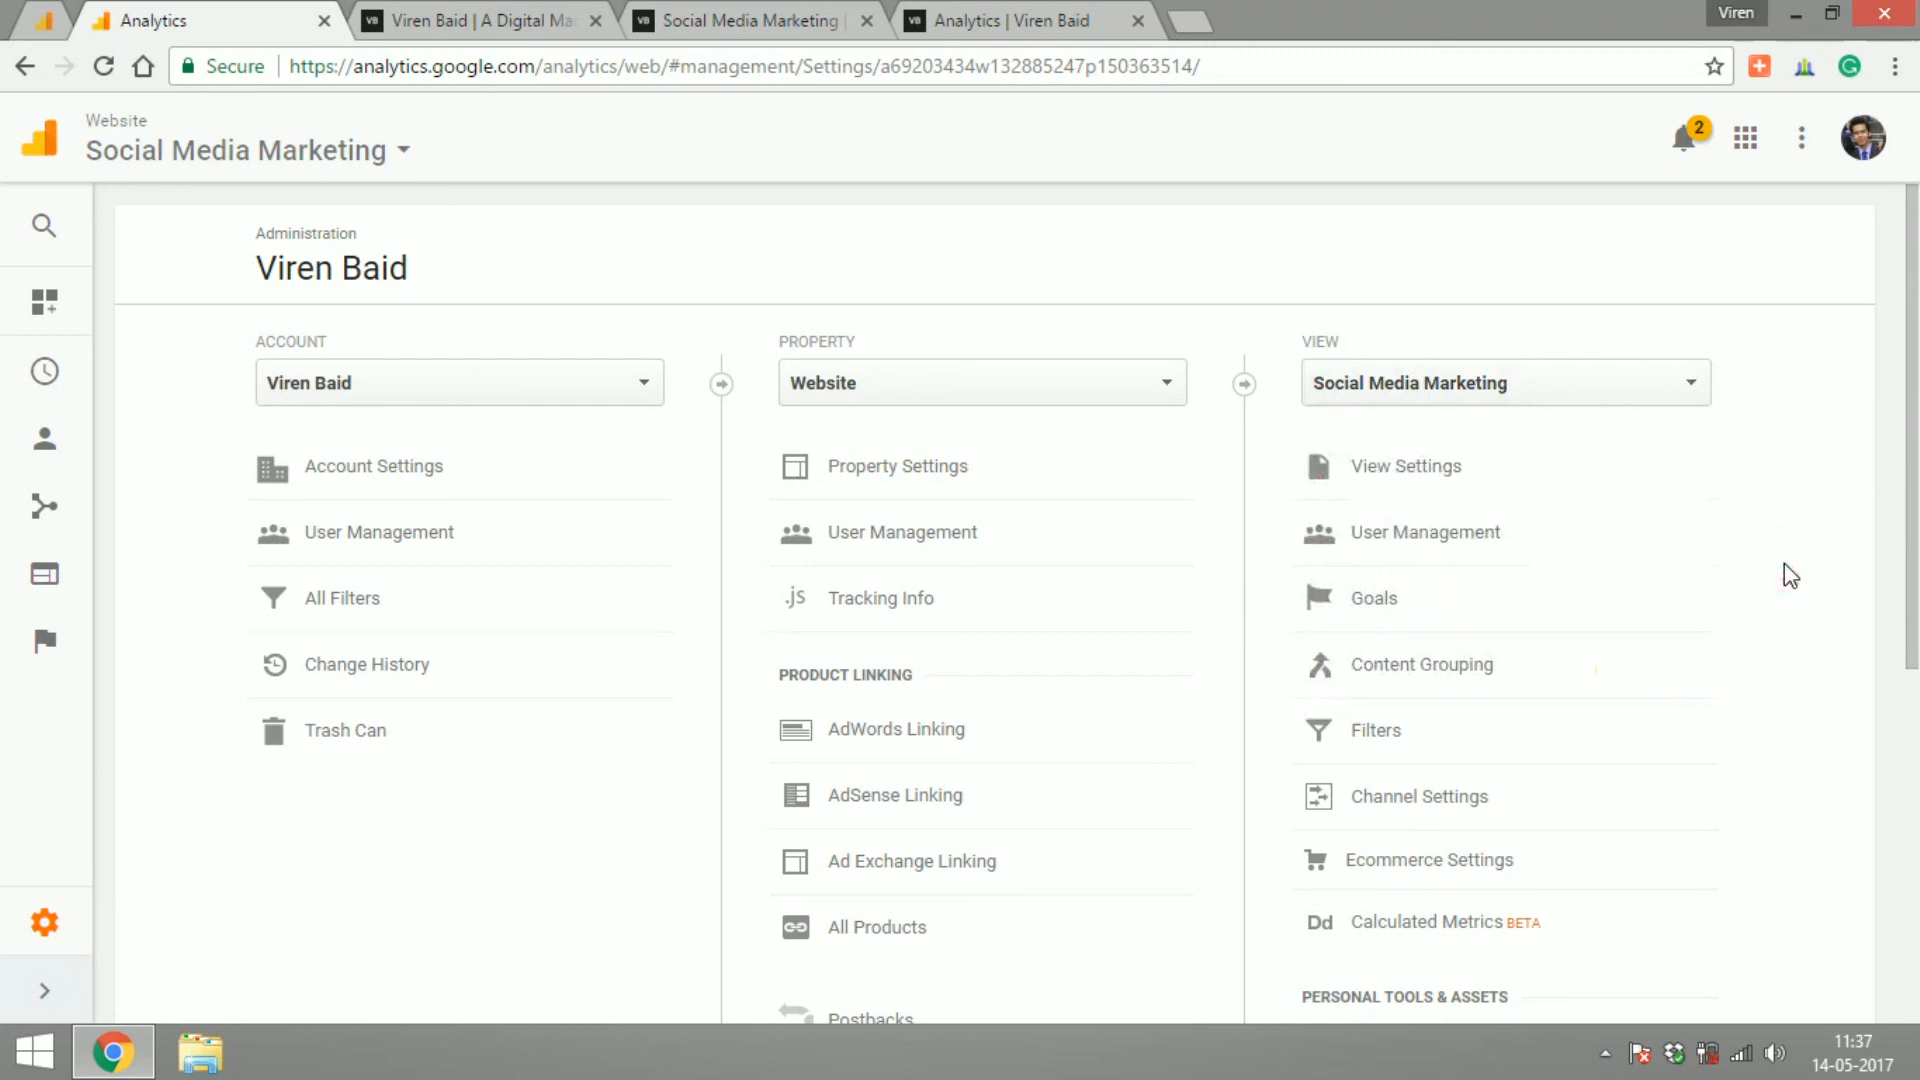 Analytics
Viren Baid | A Digital Ma
Social Media Marketing |
Analytics | Viren Baid
Viren
Secure
https://analytics.google.com/analytics/web/#management/Settings/a69203434w132885247p150363514/
Website
Social Media Marketing
2
Administration
Viren Baid
ACCOUNT
PROPERTY
VIEW
Viren Baid
Website
Social Media Marketing
Account Settings
Property Settings
View Settings
User Management
User Management
User Management
All Filters
.js Tracking Info
Goals
Change History
PRODUCT LINKING
Content Grouping
Trash Can
AdWords Linking
Filters
AdSense Linking
Channel Settings
Ad Exchange Linking
Ecommerce Settings
All Products
Dd Calculated Metrics BETA
PERSONAL TOOLS & ASSETS
Postbacks
11:37
14-05-2017